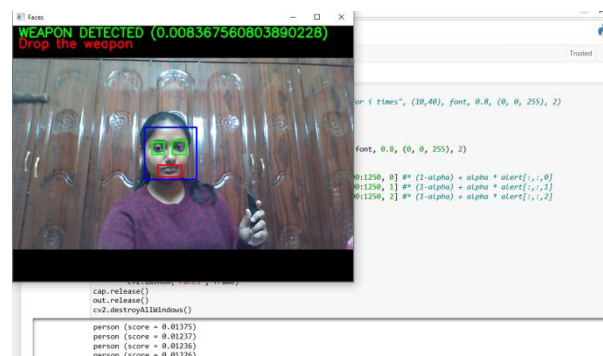 Faces
WEAPON DETECTED (0.008367560803890228)
Drop the weapon
Trusted
for i times", (10,40), font, 0.8, (0, 0, 255), 2)
font, 0.8, (0, 0, 255), 2)
00:1250, 0] #* (1-alpha) + alpha * alert[:,:,0]
00:1250, 1] #* (1-alpha) + alpha * alert[:,:,1]
00:1250, 2] #* (1-alpha) + alpha * alert[:,:,2]
cap.release()
out.release()
cv2.destroyAllWindows()
person (score = 0.01375)
person (score = 0.01237)
person (score = 0.01236)